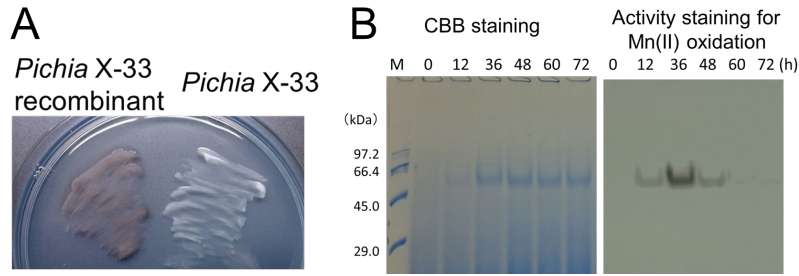 A
Pichia X-33
recombinant
Pichia X-33
B
CBB staining
M 0 12 36 48 60 72
(kDa)
97.2
66.4
45.0
29.0
Activity staining for
Mn(II) oxidation
0 12 36 48 60 72 (h)